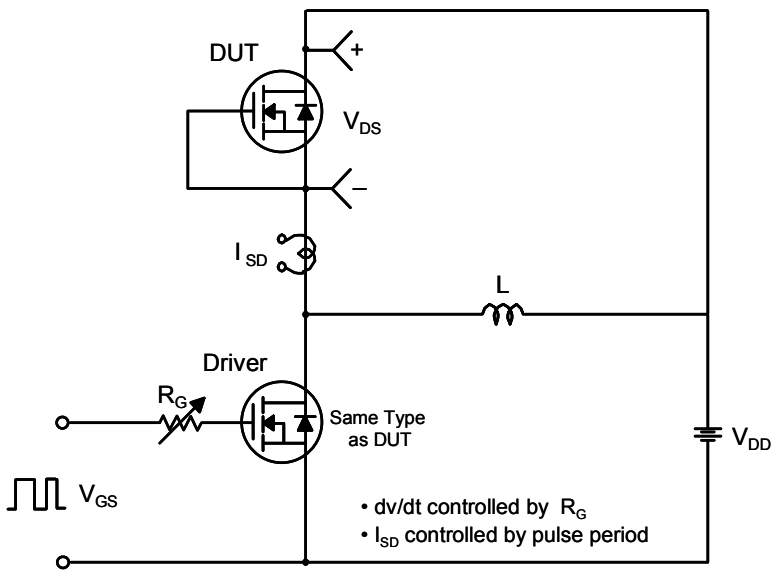 DUT
+
V_DS
–
I_SD
L
Driver
R_G
Same Type
as DUT
V_DD
V_GS
• dv/dt controlled by R_G
• I_SD controlled by pulse period